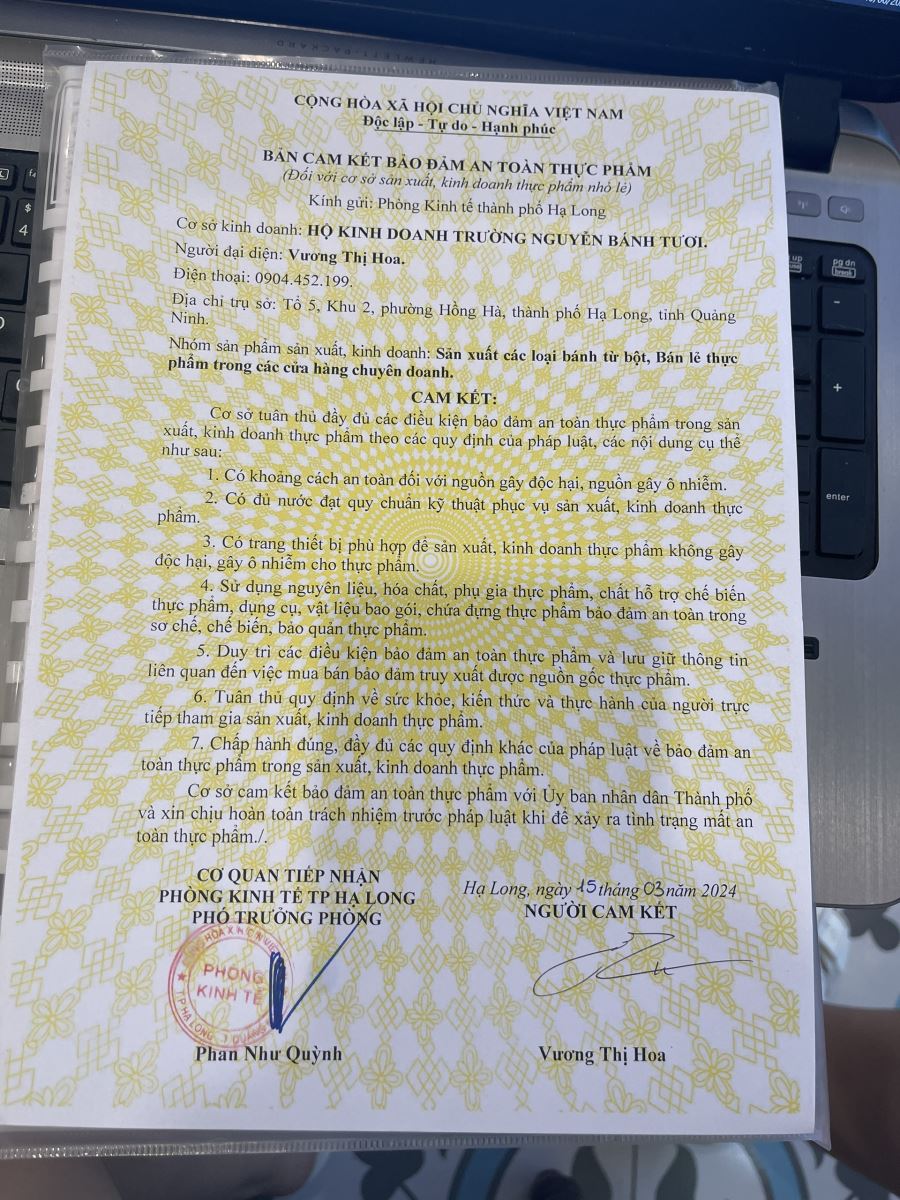 HEWLETT-PACKARD
CỘNG HÒA XÃ HỘI CHỦ NGHĨA VIỆT NAM
Độc lập - Tự do - Hạnh phúc
BẢN CAM KẾT BẢO ĐẢM AN TOÀN THỰC PHẨM
(Đối với cơ sở sản xuất, kinh doanh thực phẩm nhỏ lẻ)
Kính gửi: Phòng Kinh tế thành phố Hạ Long
Cơ sở kinh doanh: HỘ KINH DOANH TRƯỜNG NGUYỄN BÁNH TƯƠI.
Người đại diện: Vương Thị Hoa.
Điện thoại: 0904.452.199.
Địa chỉ trụ sở: Tổ 5, Khu 2, phường Hồng Hà, thành phố Hạ Long, tỉnh Quảng
Ninh.
Nhóm sản phẩm sản xuất, kinh doanh: Sản xuất các loại bánh từ bột, Bán lẻ thực
phẩm trong các cửa hàng chuyên doanh.
CAM KẾT:
Cơ sở tuân thủ đầy đủ các điều kiện bảo đảm an toàn thực phẩm trong sản
xuất, kinh doanh thực phẩm theo các quy định của pháp luật, các nội dung cụ thể
như sau:
1. Có khoảng cách an toàn đối với nguồn gây độc hại, nguồn gây ô nhiễm.
2. Có đủ nước đạt quy chuẩn kỹ thuật phục vụ sản xuất, kinh doanh thực
phẩm.
3. Có trang thiết bị phù hợp để sản xuất, kinh doanh thực phẩm không gây
độc hại, gây ô nhiễm cho thực phẩm.
4. Sử dụng nguyên liệu, hóa chất, phụ gia thực phẩm, chất hỗ trợ chế biến
thực phẩm, dụng cụ, vật liệu bao gói, chứa đựng thực phẩm bảo đảm an toàn trong
sơ chế, chế biến, bảo quản thực phẩm.
5. Duy trì các điều kiện bảo đảm an toàn thực phẩm và lưu giữ thông tin
liên quan đến việc mua bán bảo đảm truy xuất được nguồn gốc thực phẩm.
6. Tuân thủ quy định về sức khỏe, kiến thức và thực hành của người trực
tiếp tham gia sản xuất, kinh doanh thực phẩm.
7. Chấp hành đúng, đầy đủ các quy định khác của pháp luật về bảo đảm an
toàn thực phẩm trong sản xuất, kinh doanh thực phẩm.
Cơ sở cam kết bảo đảm an toàn thực phẩm với Ủy ban nhân dân Thành phố
và xin chịu hoàn toàn trách nhiệm trước pháp luật khi để xảy ra tình trạng mất an
toàn thực phẩm./.
CƠ QUAN TIẾP NHẬN
PHÒNG KINH TẾ TP HẠ LONG
PHÓ TRƯỞNG PHÒNG
PHÒNG
KINH TẾ
Phan Như Quỳnh
Hạ Long, ngày 15 tháng 03 năm 2024
NGƯỜI CAM KẾT
Vương Thị Hoa
pg dn
break
-
+
enter
$
4